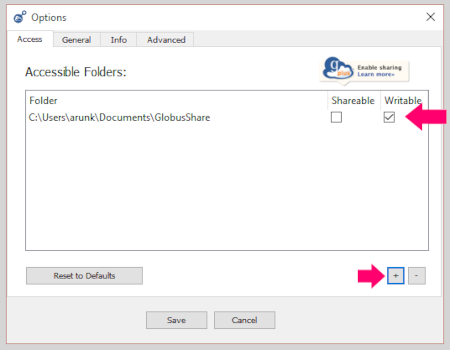 Options
Access General Info Advanced
Accessible Folders:
g
plus
Enable sharing
Learn more»
Folder Shareable Writable
C:\Users\arunk\Documents\GlobusShare
Reset to Defaults + -
Save Cancel